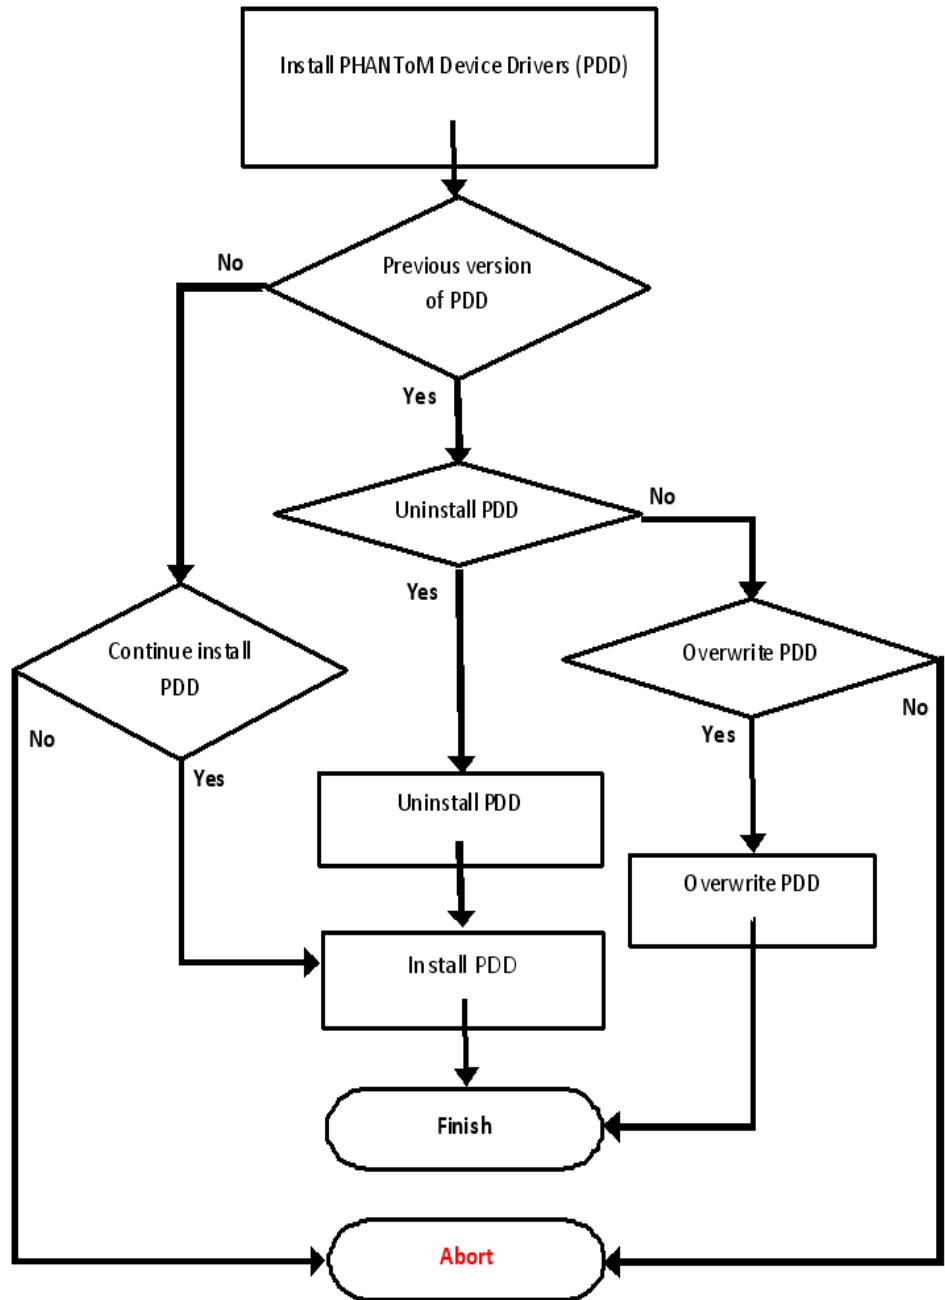 Install PHANToM Device Drivers (PDD)
No
Previous version
of PDD
Yes
Uninstall PDD
No
Yes
Continue install
PDD
Overwrite PDD
No
No
Yes
Yes
Uninstall PDD
Overwrite PDD
Install PDD
Finish
Abort